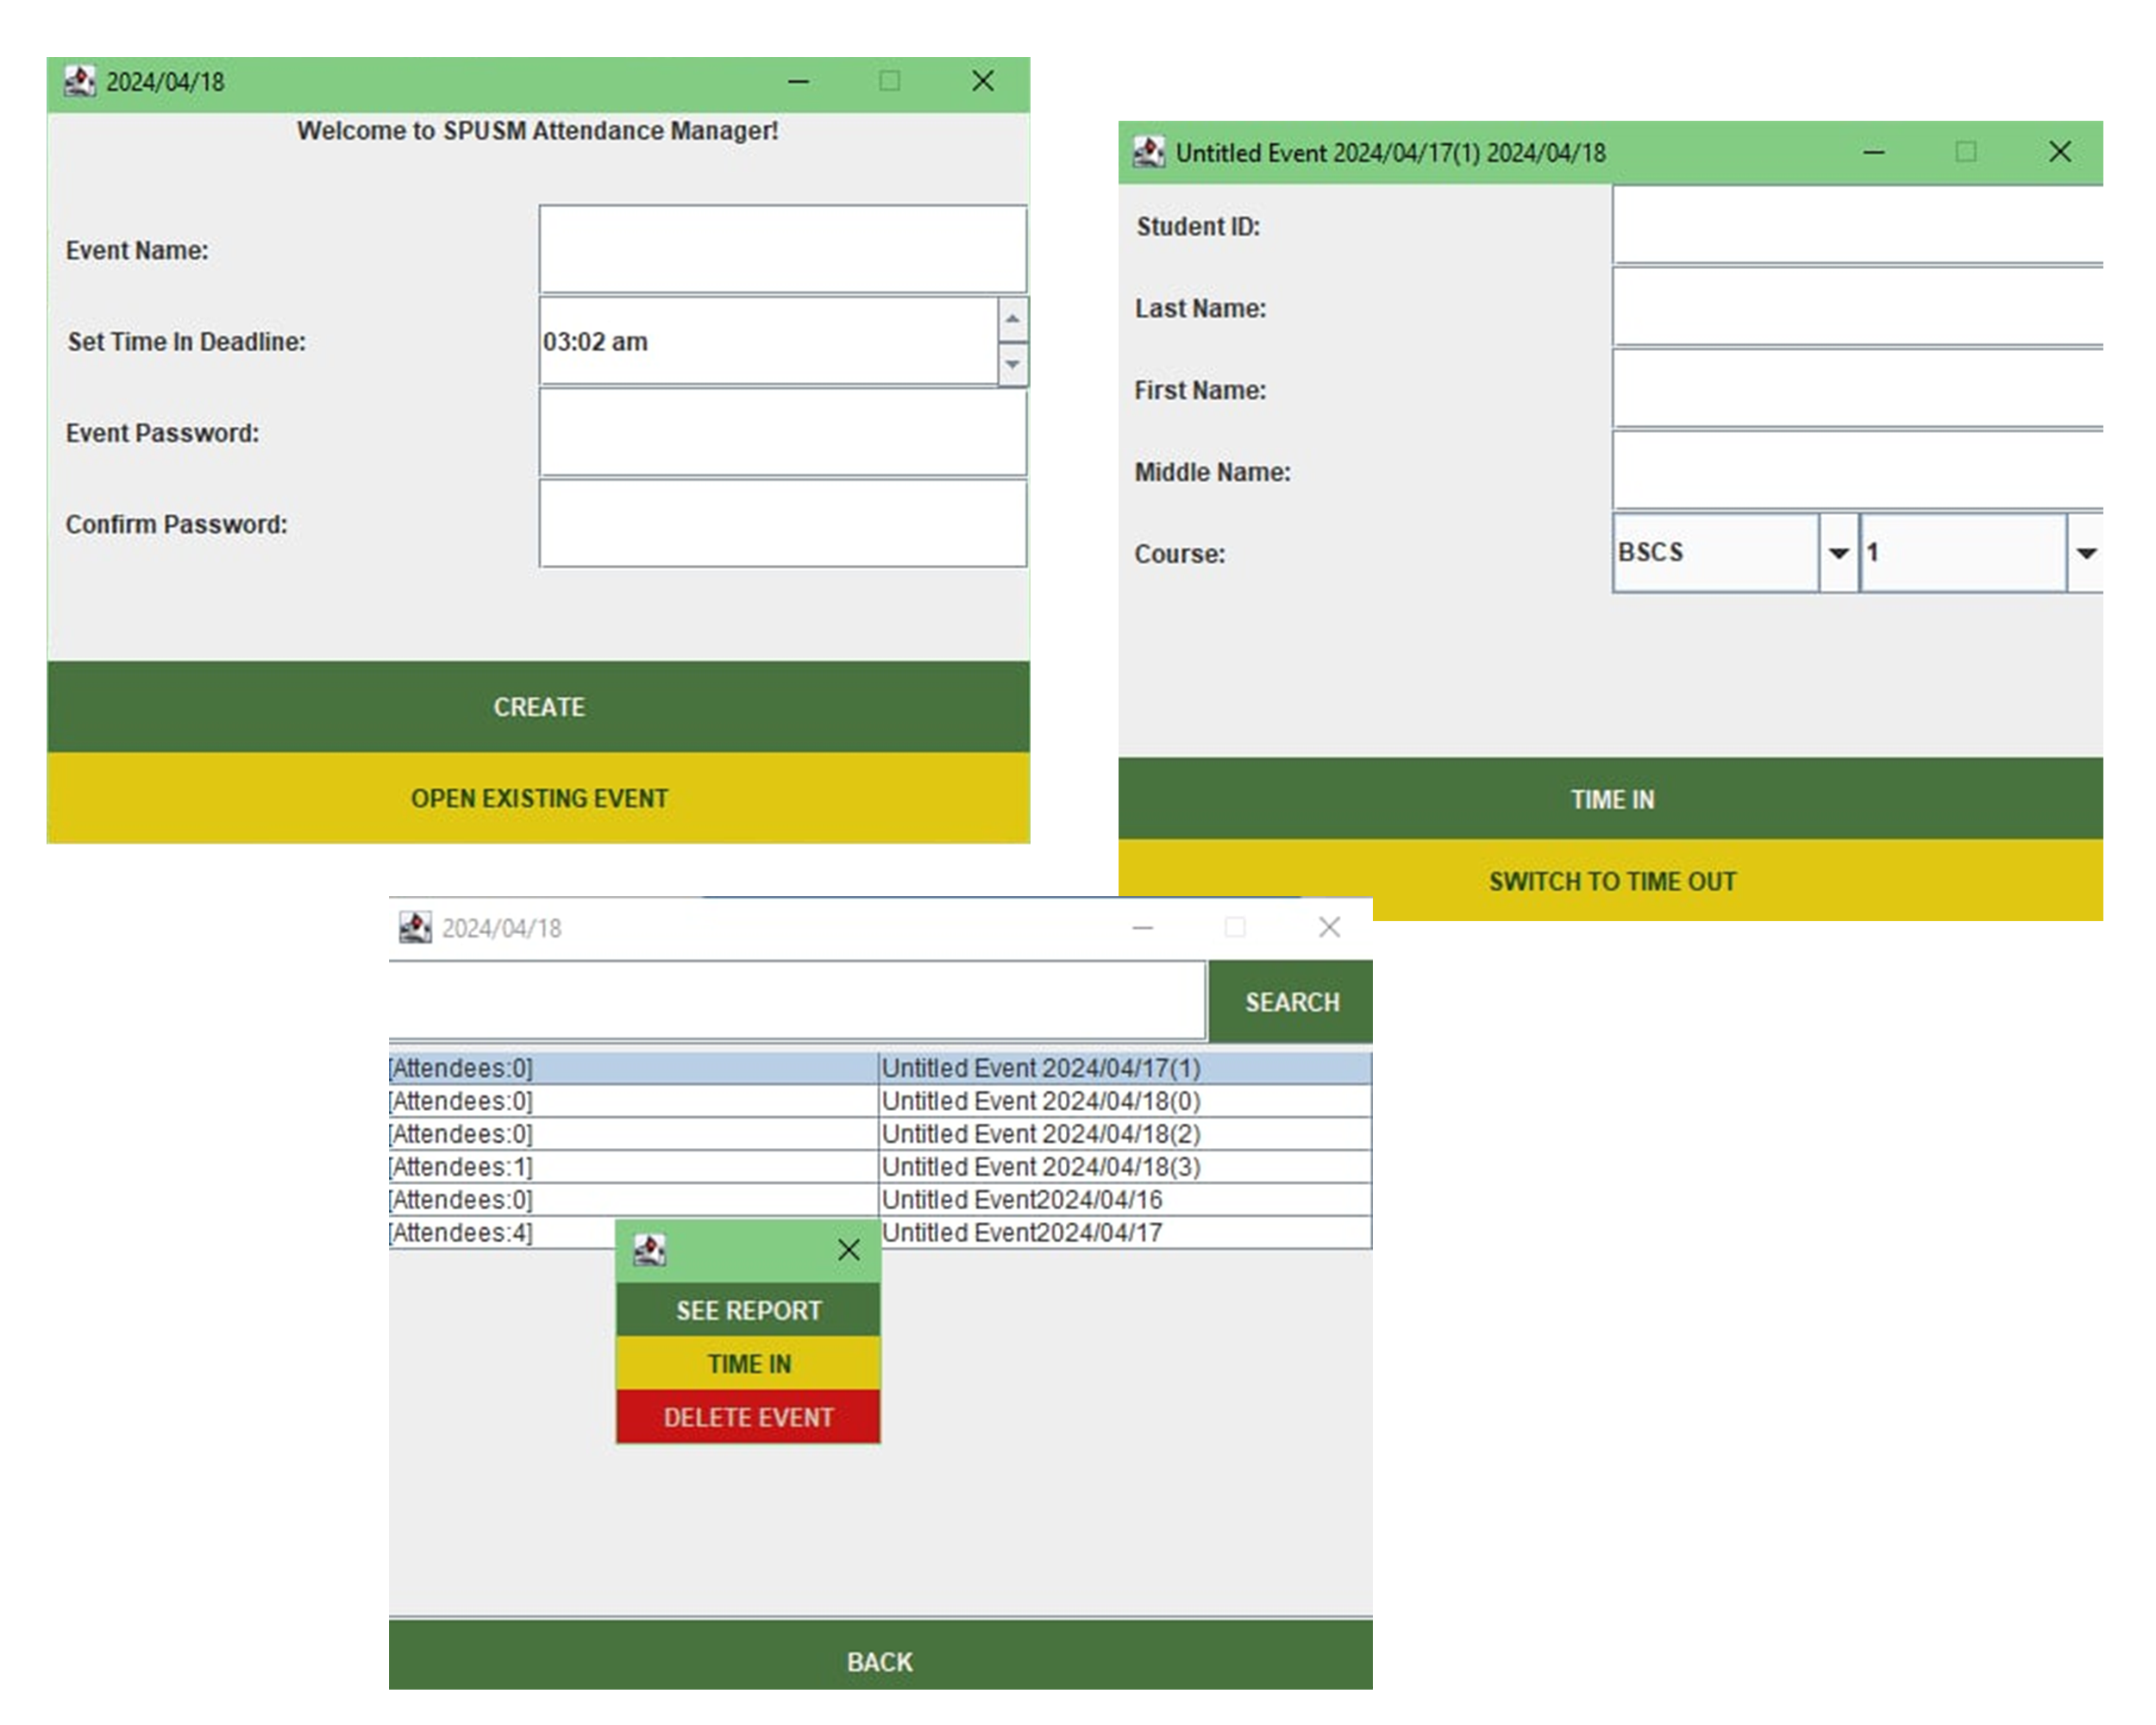 2024/04/18
Welcome to SPUSM Attendance Manager!
Event Name:
Set Time In Deadline: 03:02 am
Event Password:
Confirm Password:
CREATE
OPEN EXISTING EVENT
Untitled Event 2024/04/17(1) 2024/04/18
Student ID:
Last Name:
First Name:
Middle Name:
Course: BSCS 1
TIME IN
SWITCH TO TIME OUT
2024/04/18
SEARCH
[Attendees:0] Untitled Event 2024/04/17(1)
[Attendees:0] Untitled Event 2024/04/18(0)
[Attendees:0] Untitled Event 2024/04/18(2)
[Attendees:1] Untitled Event 2024/04/18(3)
[Attendees:0] Untitled Event2024/04/16
[Attendees:4] Untitled Event2024/04/17
SEE REPORT
TIME IN
DELETE EVENT
BACK